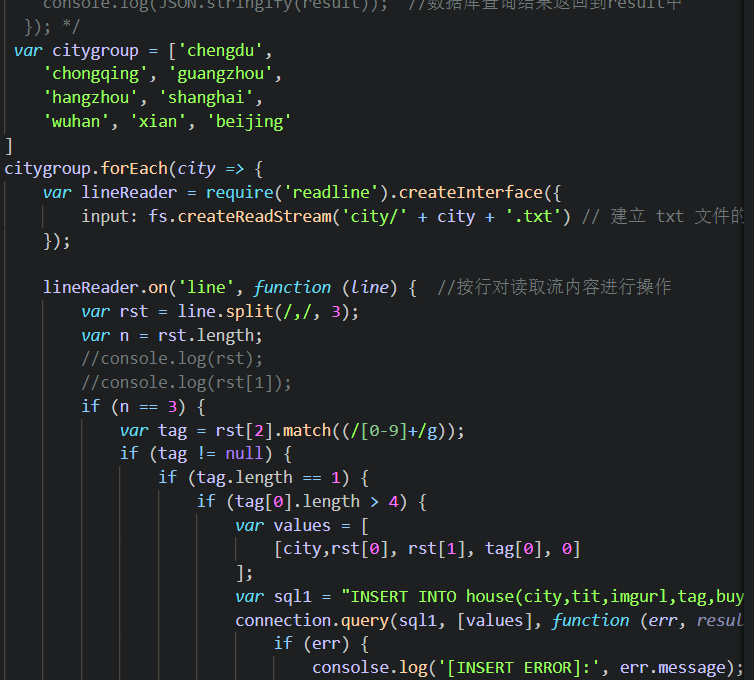 console.log(JSON.stringify(result));  //数据库查询结果返回到result中
}); */
var citygroup = ['chengdu',
'chongqing', 'guangzhou',
'hangzhou', 'shanghai',
'wuhan', 'xian', 'beijing'
]
citygroup.forEach(city => {
var lineReader = require('readline').createInterface({
input: fs.createReadStream('city/' + city + '.txt') // 建立 txt 文件的
});
lineReader.on('line', function (line) {  //按行对读取流内容进行操作
var rst = line.split(/,/, 3);
var n = rst.length;
//console.log(rst);
//console.log(rst[1]);
if (n == 3) {
var tag = rst[2].match((/[0-9]+/g));
if (tag != null) {
if (tag.length == 1) {
if (tag[0].length > 4) {
var values = [
[city,rst[0], rst[1], tag[0], 0]
];
var sql1 = "INSERT INTO house(city,tit,imgurl,tag,buy
connection.query(sql1, [values], function (err, resul
if (err) {
consolse.log('[INSERT ERROR]:', err.message);